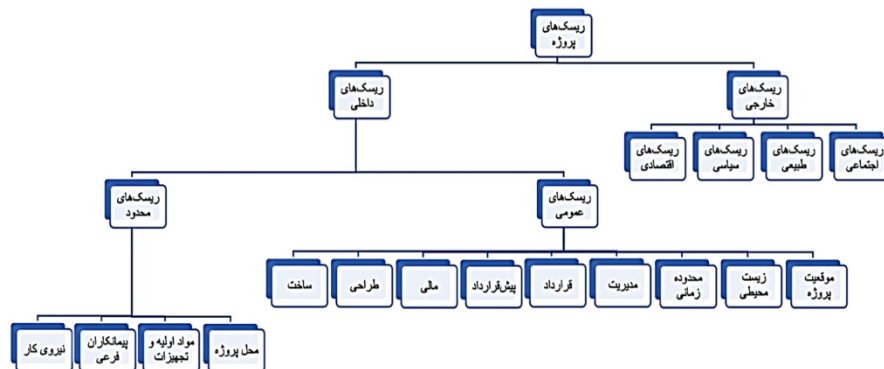 ریسک‌های
پروژه
ریسک‌های
خارجی
ریسک‌های
داخلی
ریسک‌های
اجتماعی
ریسک‌های
طبیعی
ریسک‌های
سیاسی
ریسک‌های
اقتصادی
ریسک‌های
عمومی
ریسک‌های
محدود
موقعیت
پروژه
زیست
محیطی
محدوده
زمانی
مدیریت
قرارداد
پیش‌قرارداد
مالی
طراحی
ساخت
محل پروژه
مواد اولیه و
تجهیزات
پیمانکاران
فرعی
نیروی کار